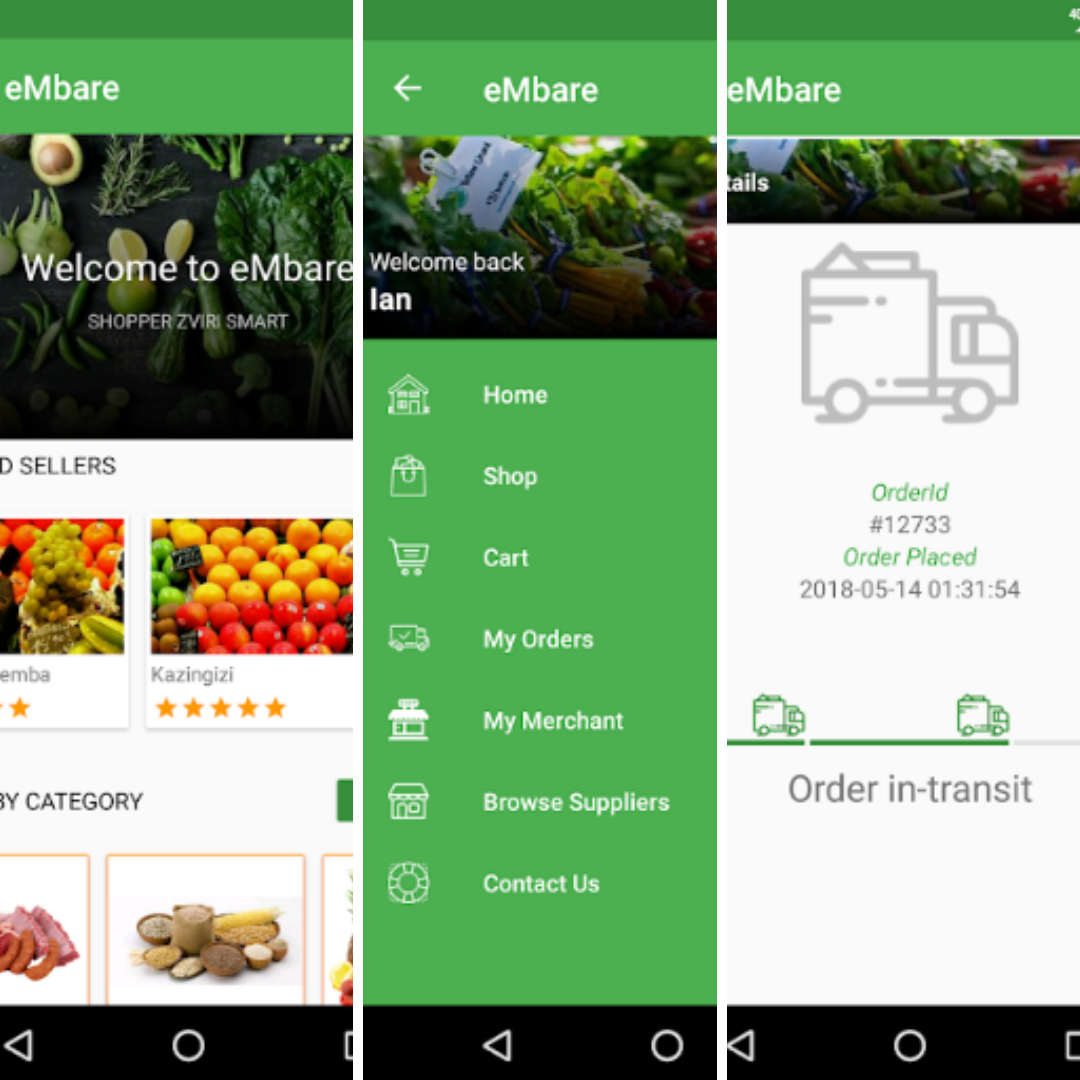 eMbare
Welcome to eMbare
SHOPPER ZVIRI SMART
D SELLERS
emba
Kazingizi
BY CATEGORY
eMbare
Welcome back
Ian
Home
Shop
Cart
My Orders
My Merchant
Browse Suppliers
Contact Us
eMbare
tails
OrderId
#12733
Order Placed
2018-05-14 01:31:54
Order in-transit